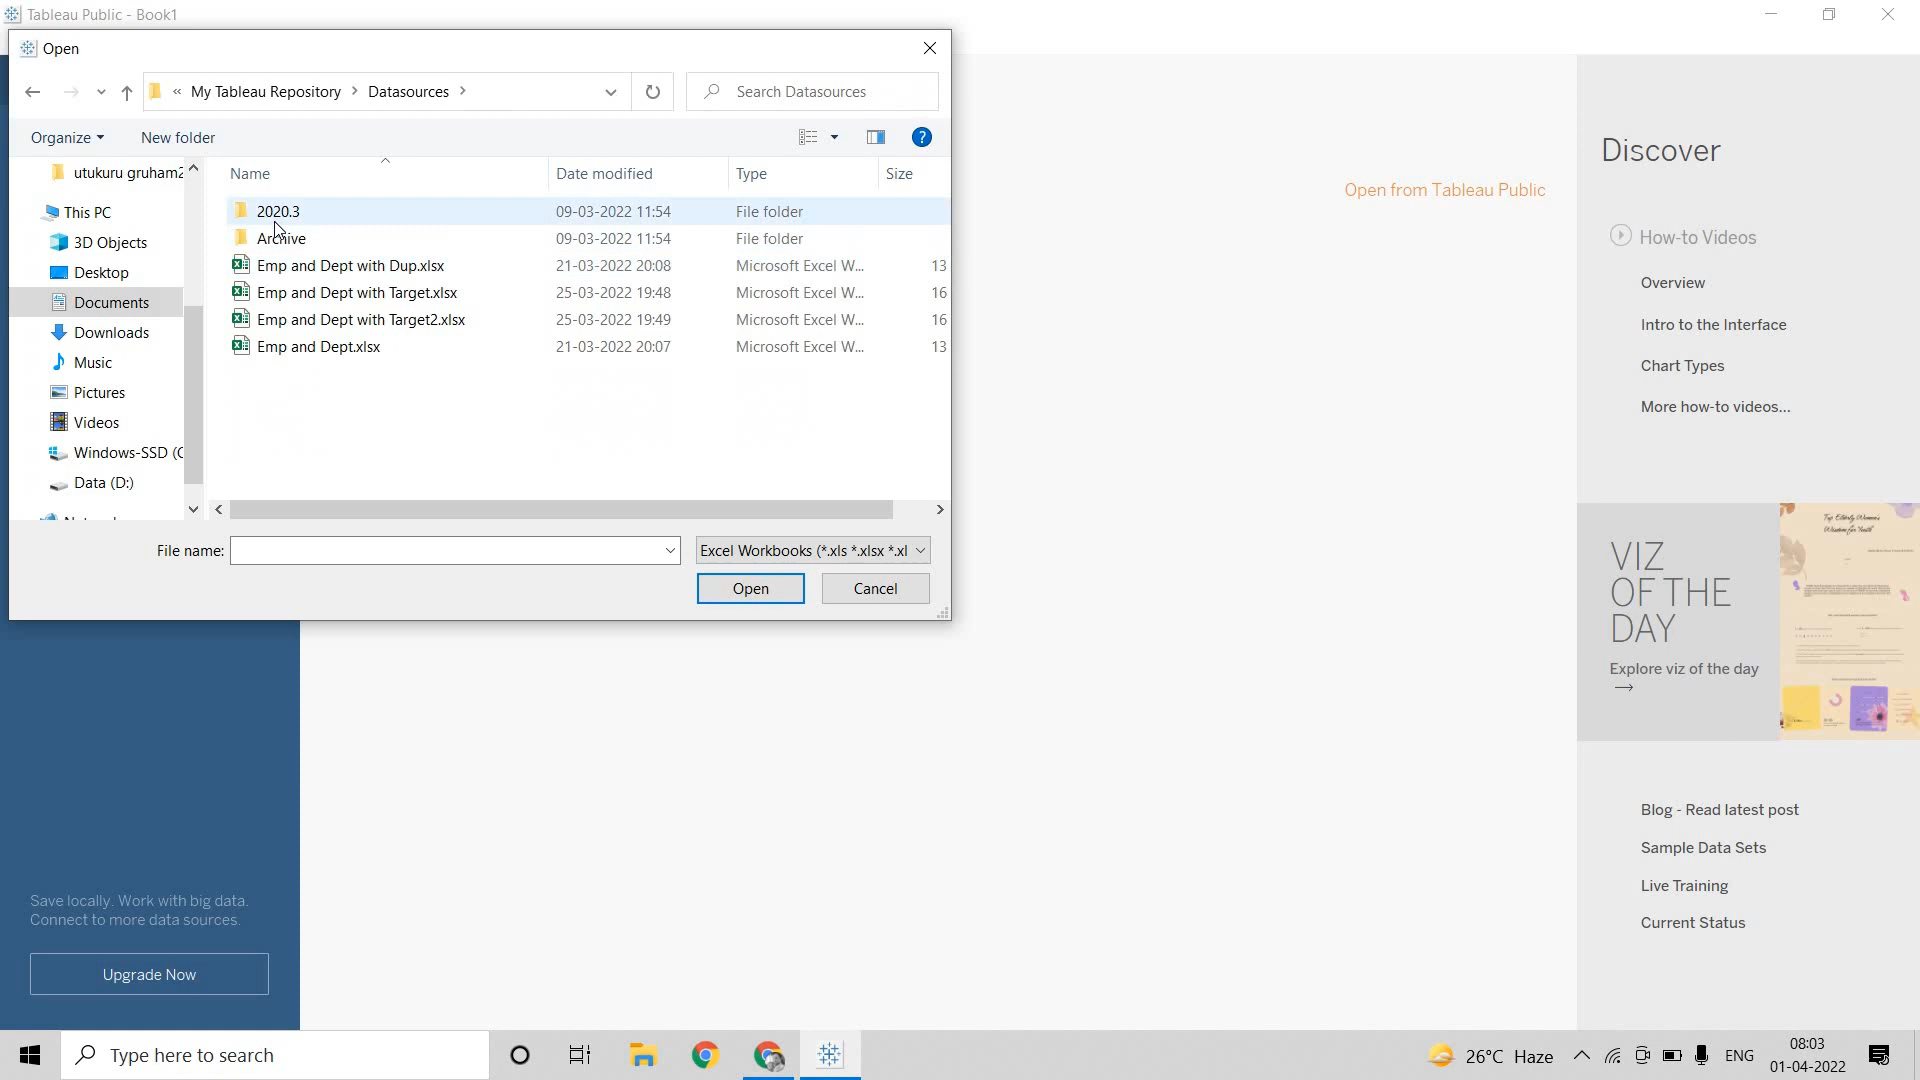 Tableau Public - Book1
Open
« My Tableau Repository > Datasources >
Search Datasources
Organize
New folder
utukuru gruham2
This PC
3D Objects
Desktop
Documents
Downloads
Music
Pictures
Videos
Windows-SSD (C
Data (D:)
Name Date modified Type Size
2020.3 09-03-2022 11:54 File folder
Archive 09-03-2022 11:54 File folder
Emp and Dept with Dup.xlsx 21-03-2022 20:08 Microsoft Excel W... 13
Emp and Dept with Target.xlsx 25-03-2022 19:48 Microsoft Excel W... 16
Emp and Dept with Target2.xlsx 25-03-2022 19:49 Microsoft Excel W... 16
Emp and Dept.xlsx 21-03-2022 20:07 Microsoft Excel W... 13
File name:
Excel Workbooks (*.xls *.xlsx *.xl
Open
Cancel
Open from Tableau Public
Discover
How-to Videos
Overview
Intro to the Interface
Chart Types
More how-to videos...
VIZ
OF THE
DAY
Explore viz of the day
→
Top Elderly Women's
Wisdom for Youth
Blog - Read latest post
Sample Data Sets
Live Training
Current Status
Save locally. Work with big data.
Connect to more data sources.
Upgrade Now
Type here to search
26°C Haze
ENG
08:03
01-04-2022